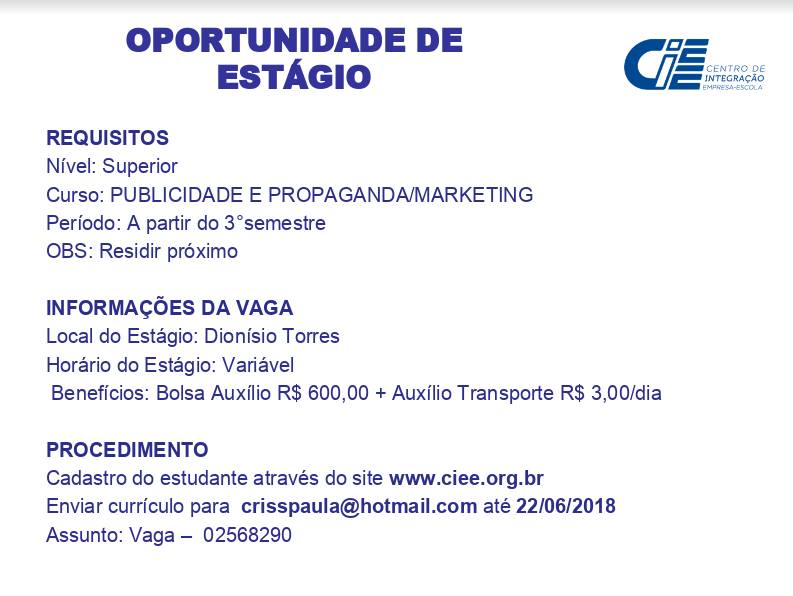 OPORTUNIDADE DE
ESTÁGIO
CIEE
CENTRO DE
INTEGRAÇÃO
EMPRESA-ESCOLA
REQUISITOS
Nível: Superior
Curso: PUBLICIDADE E PROPAGANDA/MARKETING
Período: A partir do 3°semestre
OBS: Residir próximo
INFORMAÇÕES DA VAGA
Local do Estágio: Dionísio Torres
Horário do Estágio: Variável
Benefícios: Bolsa Auxílio R$ 600,00 + Auxílio Transporte R$ 3,00/dia
PROCEDIMENTO
Cadastro do estudante através do site www.ciee.org.br
Enviar currículo para crisspaula@hotmail.com até 22/06/2018
Assunto: Vaga – 02568290